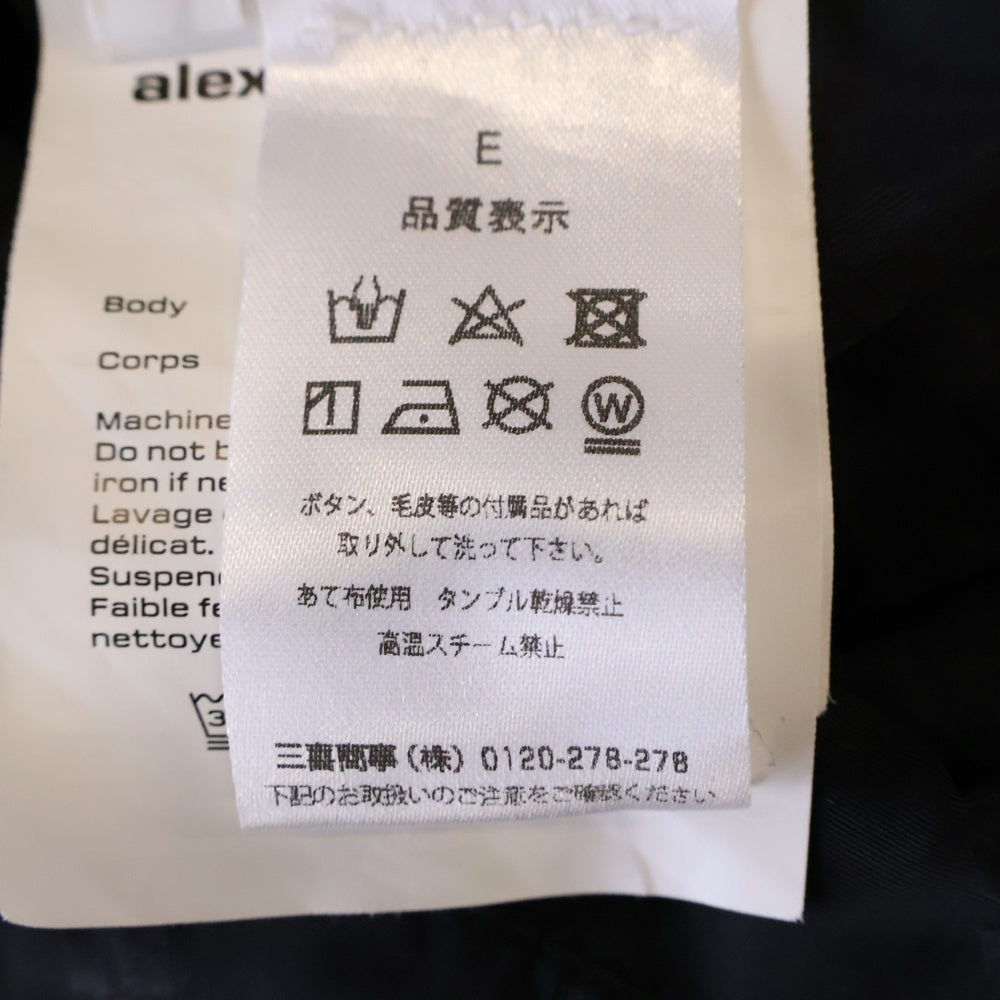 alex
E
品質表示
Body
Corps
W
Machine
Do not b
iron if ne
Lavage
délicat.
Suspend
Faible fe
nettoye
ボタン、毛皮等の付属品があれば
取り外して洗って下さい。
あて布使用 タンブル乾燥禁止
高温スチーム禁止
3
三喜商事(株) 0120-278-278
下記のお取扱いのご注意をご確認ください